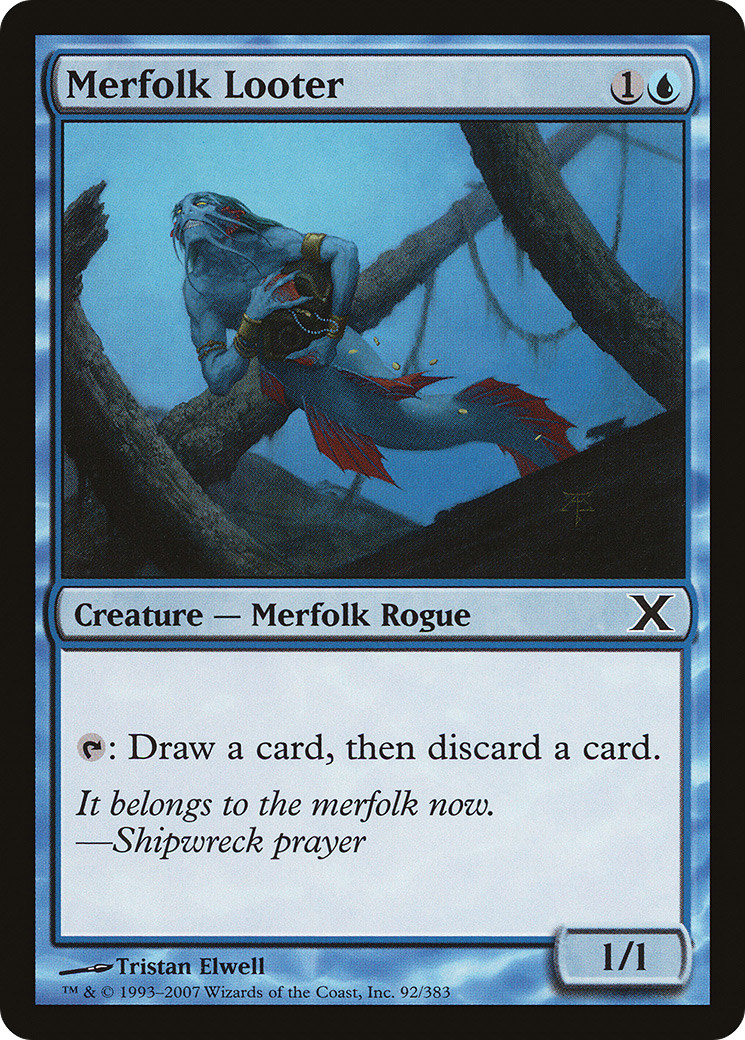 Merfolk Looter 1
Creature — Merfolk Rogue X
: Draw a card, then discard a card.
It belongs to the merfolk now.
—Shipwreck prayer
1/1
Tristan Elwell
™ & © 1993–2007 Wizards of the Coast, Inc. 92/383